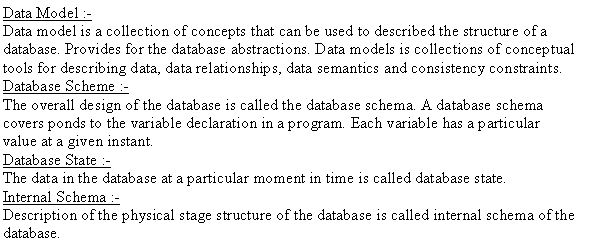 Data Model :-
Data model is a collection of concepts that can be used to described the structure of a
database. Provides for the database abstractions. Data models is collections of conceptual
tools for describing data, data relationships, data semantics and consistency constraints.
Database Scheme :-
The overall design of the database is called the database schema. A database schema
covers ponds to the variable declaration in a program. Each variable has a particular
value at a given instant.
Database State :-
The data in the database at a particular moment in time is called database state.
Internal Schema :-
Description of the physical stage structure of the database is called internal schema of the
database.